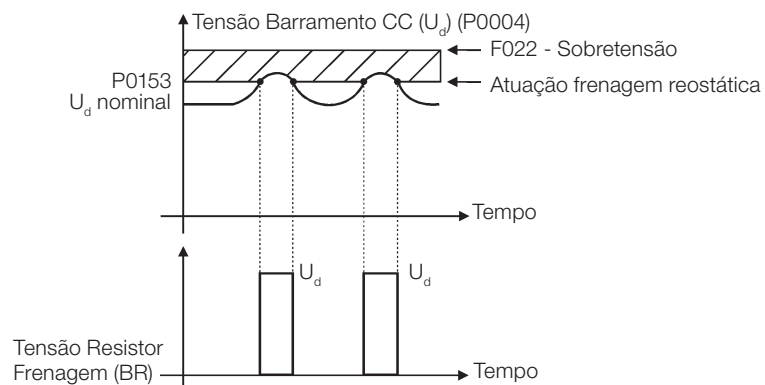 Tensão Barramento CC (Ud) (P0004)
F022 - Sobretensão
P0153
Atuação frenagem reostática
Ud nominal
Tempo
Ud
Ud
Tensão Resistor
Frenagem (BR)
Tempo